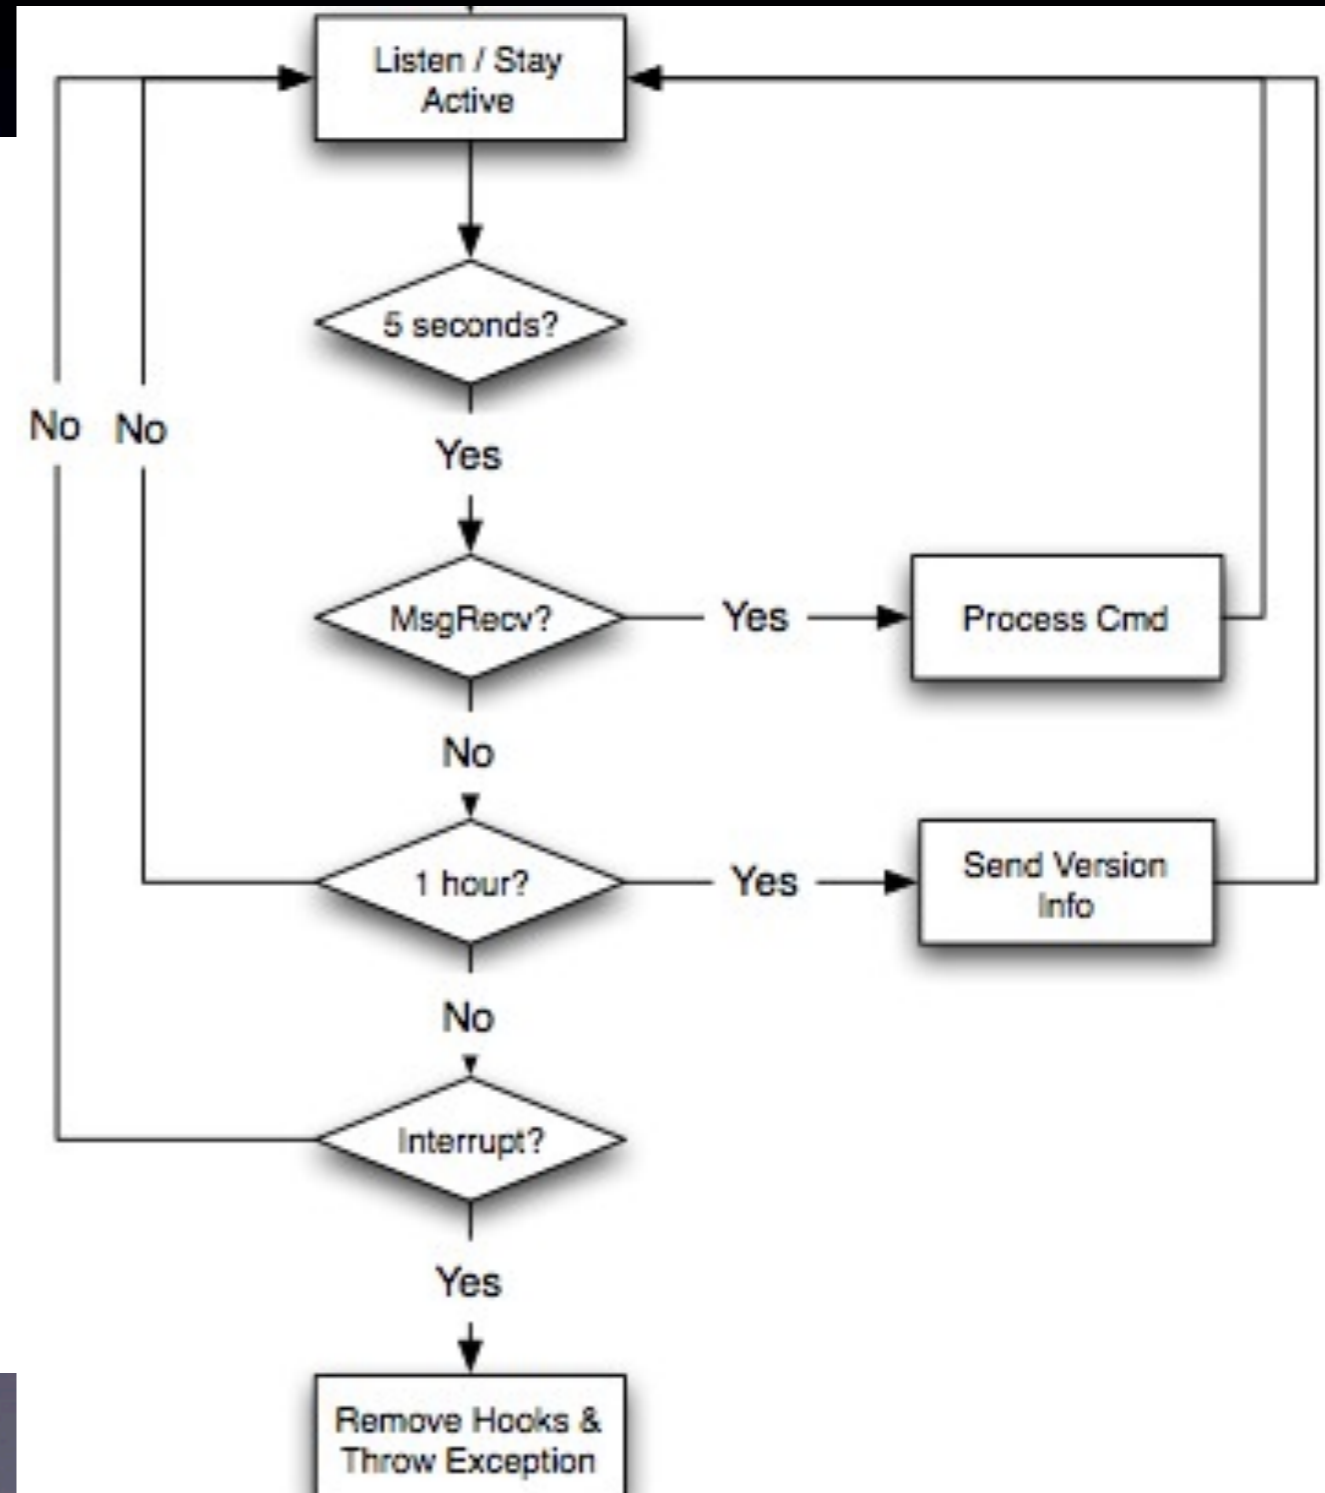 Listen / Stay
Active
5 seconds?
No
No
Yes
MsgRecv?
Yes
Process Cmd
No
1 hour?
Yes
Send Version
Info
No
Interrupt?
Yes
Remove Hooks &
Throw Exception